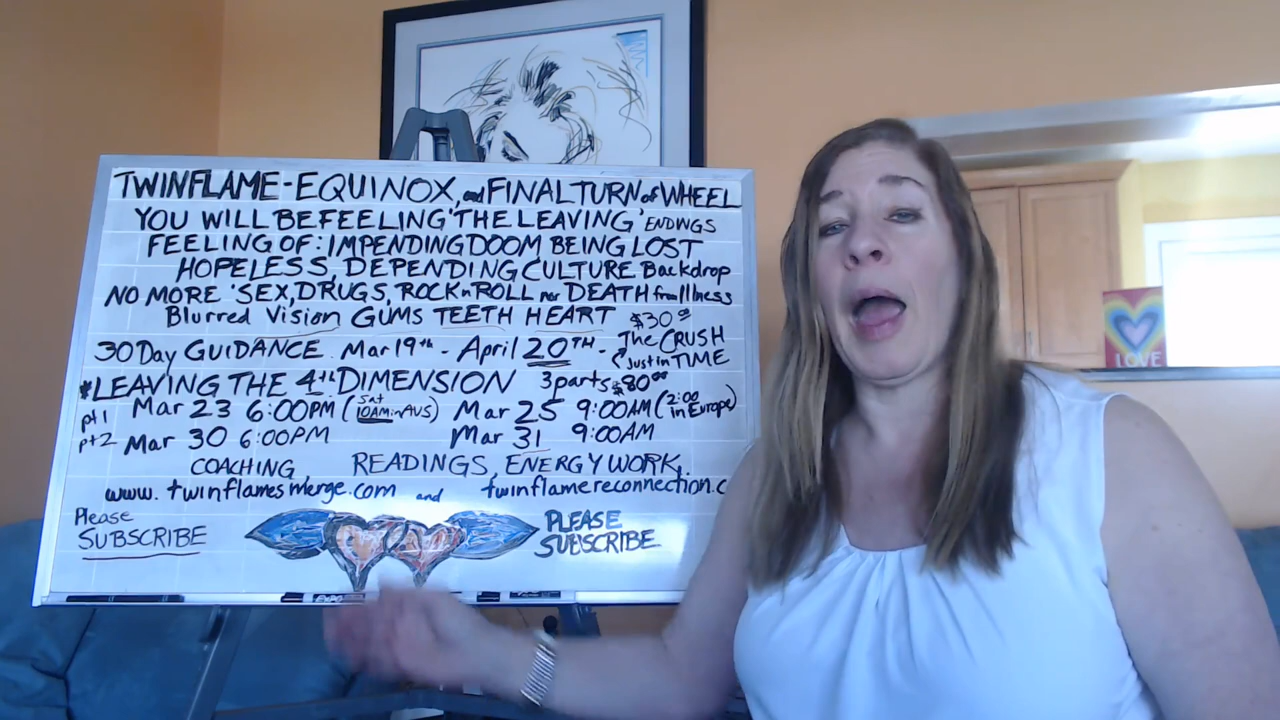 TWINFLAME-EQUINOX, and FINAL TURN of WHEEL
YOU WILL BE FEELING 'THE LEAVING' ENDINGS
FEELING OF: IMPENDING DOOM BEING LOST
HOPELESS, DEPENDING CULTURE Backdrop
NO MORE 'SEX, DRUGS, ROCK n ROLL nor DEATH from Illness
Blurred Vision GUMS TEETH HEART $30.00
30 Day GUIDANCE Mar 19th - April 20TH - The CRUSH
(Just in TIME
*LEAVING THE 4th DIMENSION 3 parts $80.00
pt1 Mar 23 6:00PM (Sat 10AM in AUS) Mar 25 9:00AM (2:00 in Europe)
pt2 Mar 30 6:00PM Mar 31 9:00AM
COACHING, READINGS, ENERGY WORK,
www.twinflamesmerge.com and twinflamereconnection.c
Please SUBSCRIBE
PLEASE SUBSCRIBE
EXPO
LOVE